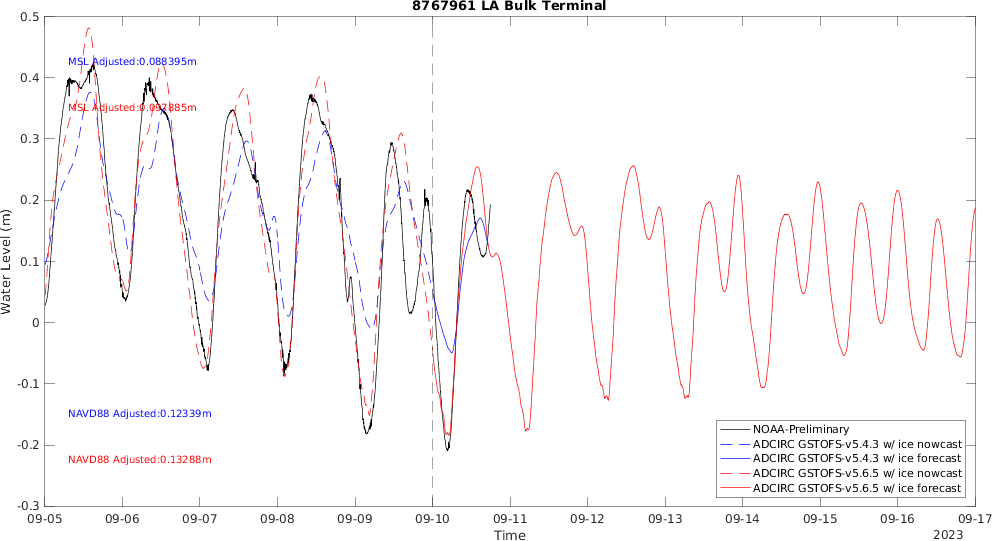 8767961 LA Bulk Terminal
Water Level (m)
0.5
0.4
0.3
0.2
0.1
0
-0.1
-0.2
-0.3
MSL Adjusted:0.088395m
MSL Adjusted:0.092885m
NAVD88 Adjusted:0.12339m
NAVD88 Adjusted:0.13288m
NOAA-Preliminary
ADCIRC GSTOFS-v5.4.3 w/ ice nowcast
ADCIRC GSTOFS-v5.4.3 w/ ice forecast
ADCIRC GSTOFS-v5.6.5 w/ ice nowcast
ADCIRC GSTOFS-v5.6.5 w/ ice forecast
09-05 09-06 09-07 09-08 09-09 09-10 09-11 09-12 09-13 09-14 09-15 09-16 09-17
Time
2023